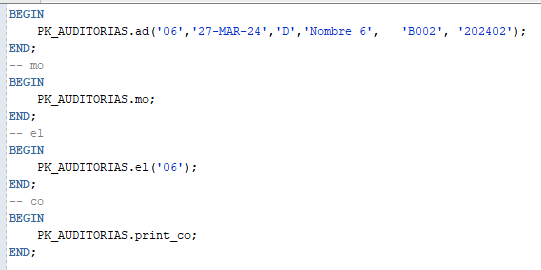 BEGIN
    PK_AUDITORIAS.ad('06','27-MAR-24','D','Nombre 6',   'B002', '202402');
END;
-- mo
BEGIN
    PK_AUDITORIAS.mo;
END;
-- el
BEGIN
    PK_AUDITORIAS.el('06');
END;
-- co
BEGIN
    PK_AUDITORIAS.print_co;
END;